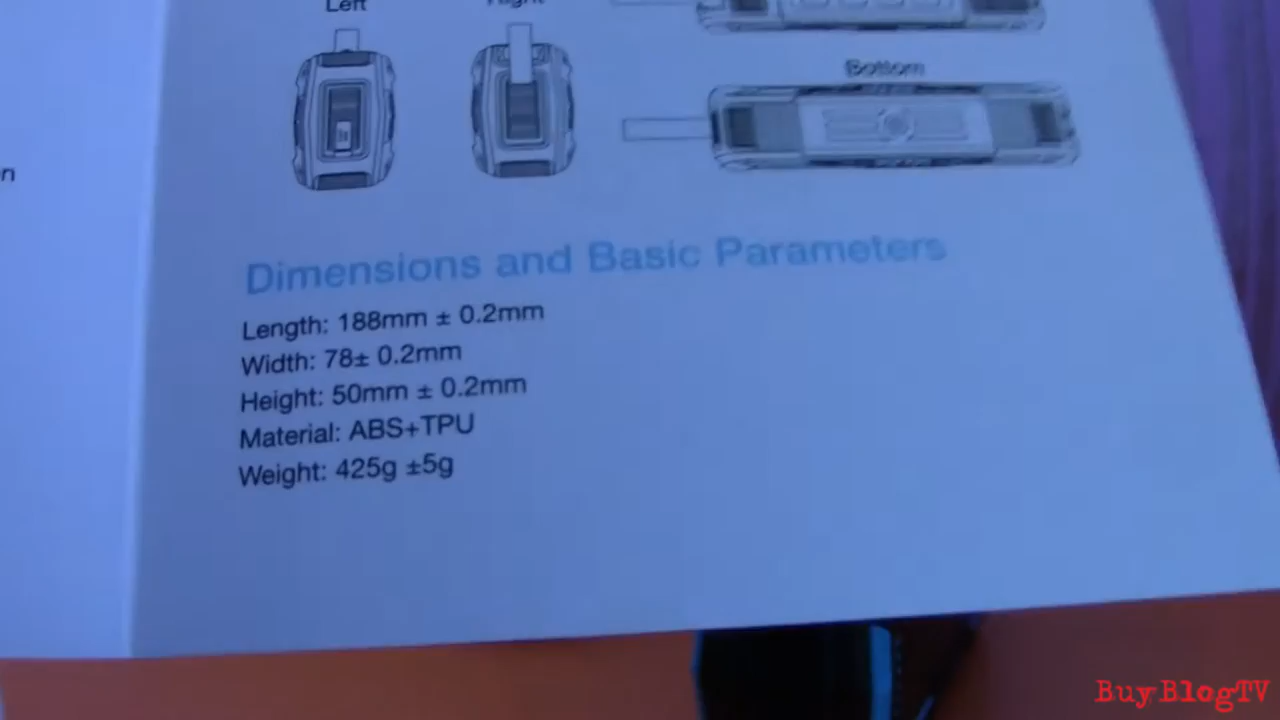 Left
Right
Bottom
n
Dimensions and Basic Parameters
Length: 188mm ± 0.2mm
Width: 78± 0.2mm
Height: 50mm ± 0.2mm
Material: ABS+TPU
Weight: 425g ±5g
BuyBlogTV